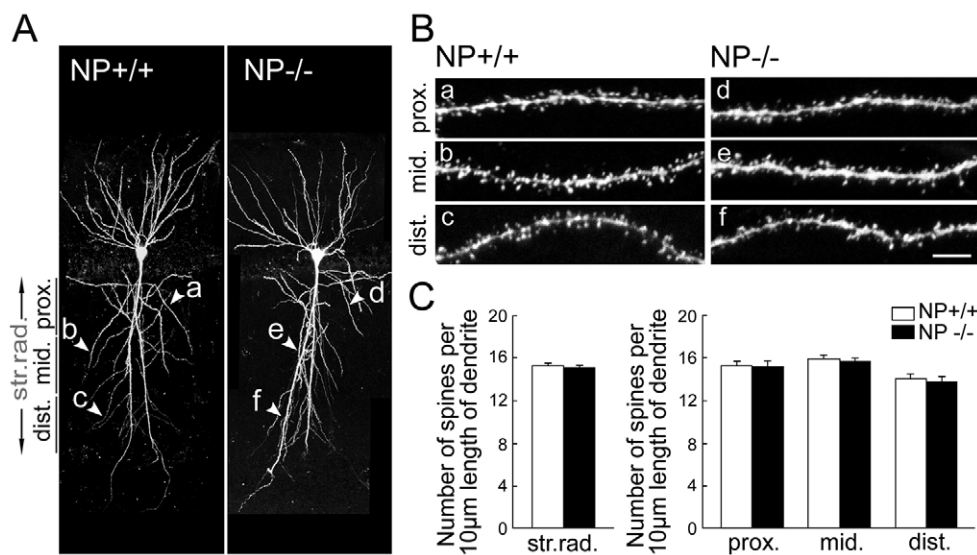 A
NP+/+
NP-/-
a
b
c
d
e
f
str.rad.
prox.
mid.
dist.
B
NP+/+
NP-/-
prox.
mid.
dist.
a
d
b
e
c
f
C
NP+/+
NP -/-
Number of spines per
10µm length of dendrite
20
16
12
8
4
0
str.rad.
Number of spines per
10µm length of dendrite
20
16
12
8
4
0
prox. mid. dist.